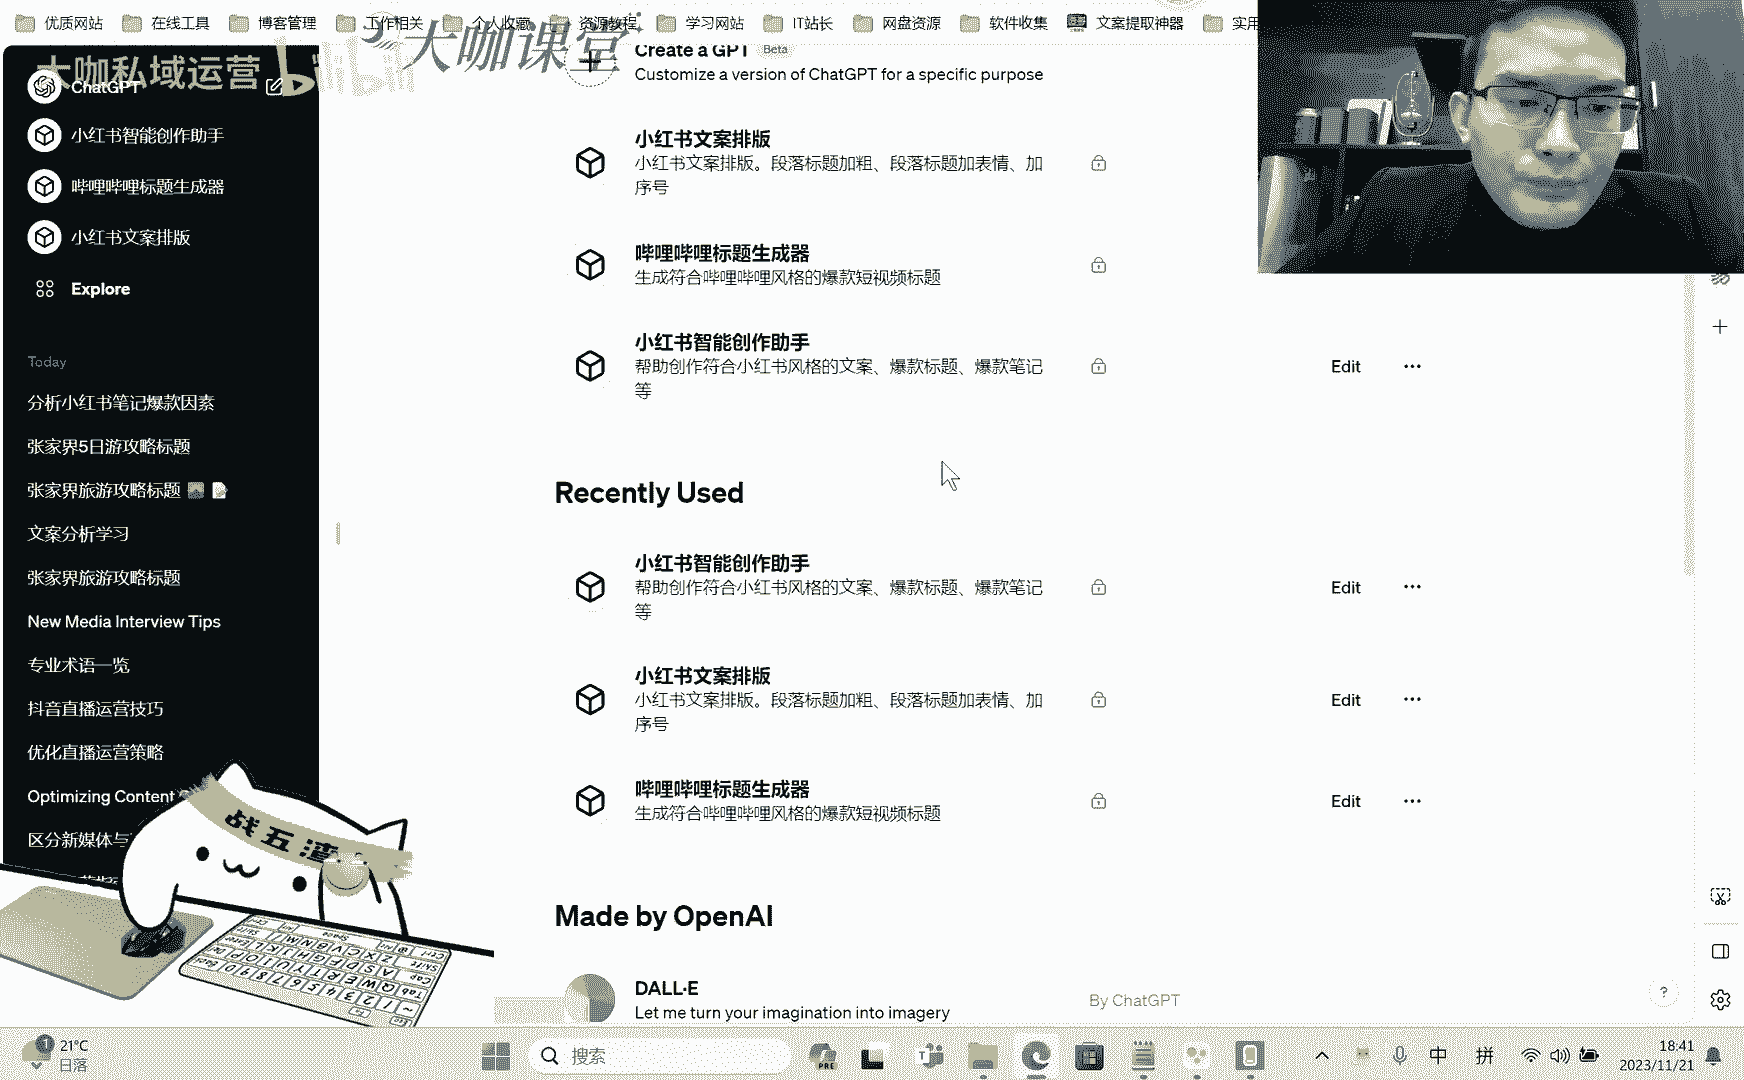 优质网站
在线工具
博客管理
工作相关
个人收藏
资源教程
学习网站
IT站长
网盘资源
软件收集
文案提取神器
实用
大咖课堂
大咖私域运营
bilibili
ChatGPT
小红书智能创作助手
哔哩哔哩标题生成器
小红书文案排版
Explore
Today
分析小红书笔记爆款因素
张家界5日游攻略标题
张家界旅游攻略标题
文案分析学习
张家界旅游攻略标题
New Media Interview Tips
专业术语一览
抖音直播运营技巧
优化直播运营策略
Optimizing Content
区分新媒体与
Create a GPT Beta
Customize a version of ChatGPT for a specific purpose
小红书文案排版
小红书文案排版。段落标题加粗、段落标题加表情、加
序号
哔哩哔哩标题生成器
生成符合哔哩哔哩风格的爆款短视频标题
小红书智能创作助手
帮助创作符合小红书风格的文案、爆款标题、爆款笔记
等
Edit
Recently Used
小红书智能创作助手
帮助创作符合小红书风格的文案、爆款标题、爆款笔记
等
Edit
小红书文案排版
小红书文案排版。段落标题加粗、段落标题加表情、加
序号
Edit
哔哩哔哩标题生成器
生成符合哔哩哔哩风格的爆款短视频标题
Edit
Made by OpenAI
DALL·E
Let me turn your imagination into imagery
By ChatGPT
战五渣
?
1
21°C
日落
搜索
PRE
中
拼
18:41
2023/11/21